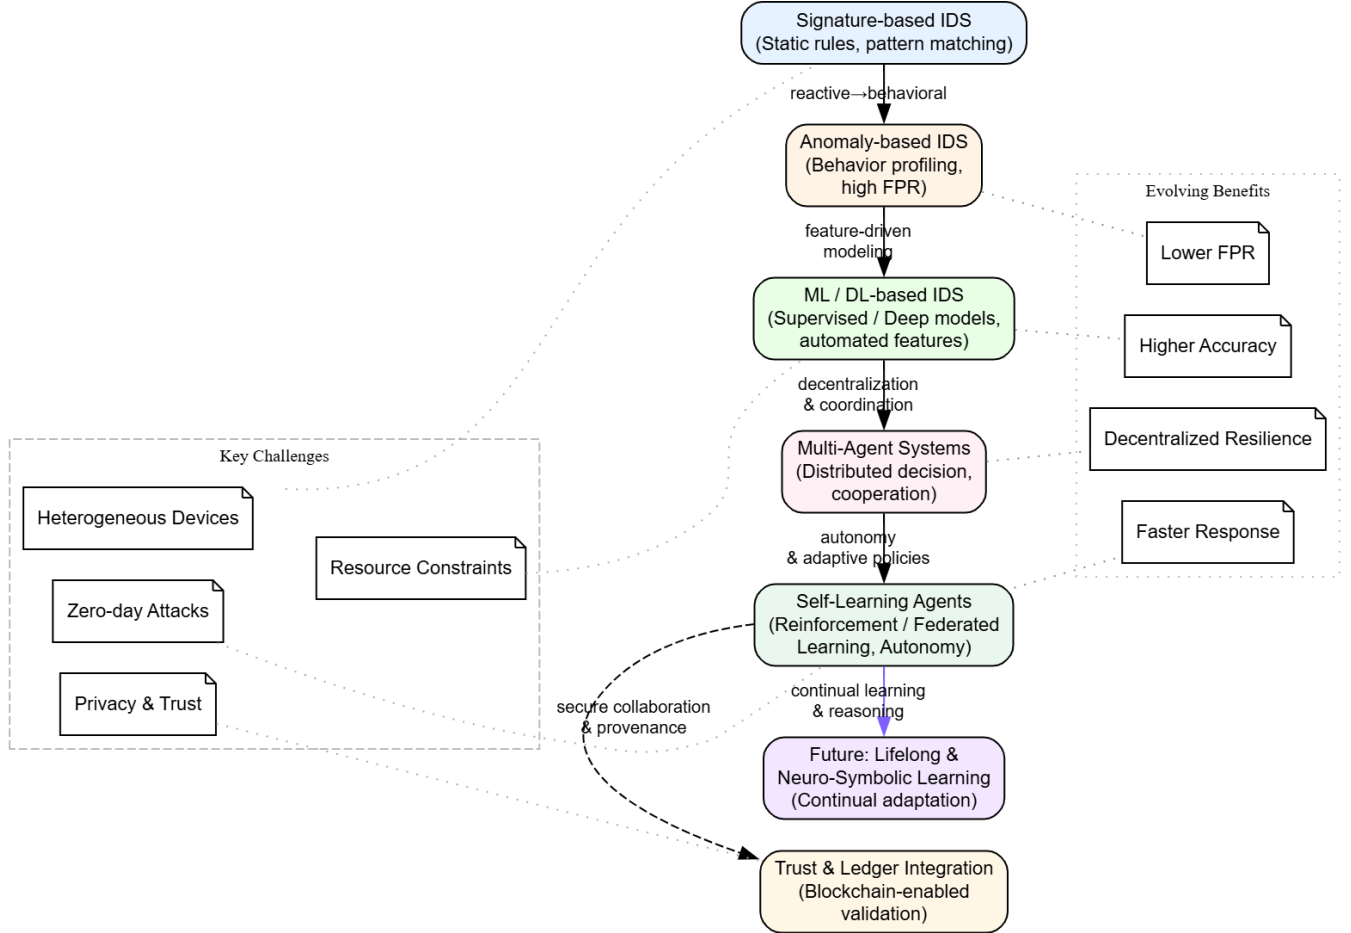 Signature-based IDS
(Static rules, pattern matching)
reactive→behavioral
Anomaly-based IDS
(Behavior profiling,
high FPR)
feature-driven
modeling
ML / DL-based IDS
(Supervised / Deep models,
automated features)
decentralization
& coordination
Multi-Agent Systems
(Distributed decision,
cooperation)
autonomy
& adaptive policies
Self-Learning Agents
(Reinforcement / Federated
Learning, Autonomy)
continual learning
& reasoning
secure collaboration
& provenance
Future: Lifelong &
Neuro-Symbolic Learning
(Continual adaptation)
Trust & Ledger Integration
(Blockchain-enabled
validation)
Evolving Benefits
Lower FPR
Higher Accuracy
Decentralized Resilience
Faster Response
Key Challenges
Heterogeneous Devices
Resource Constraints
Zero-day Attacks
Privacy & Trust